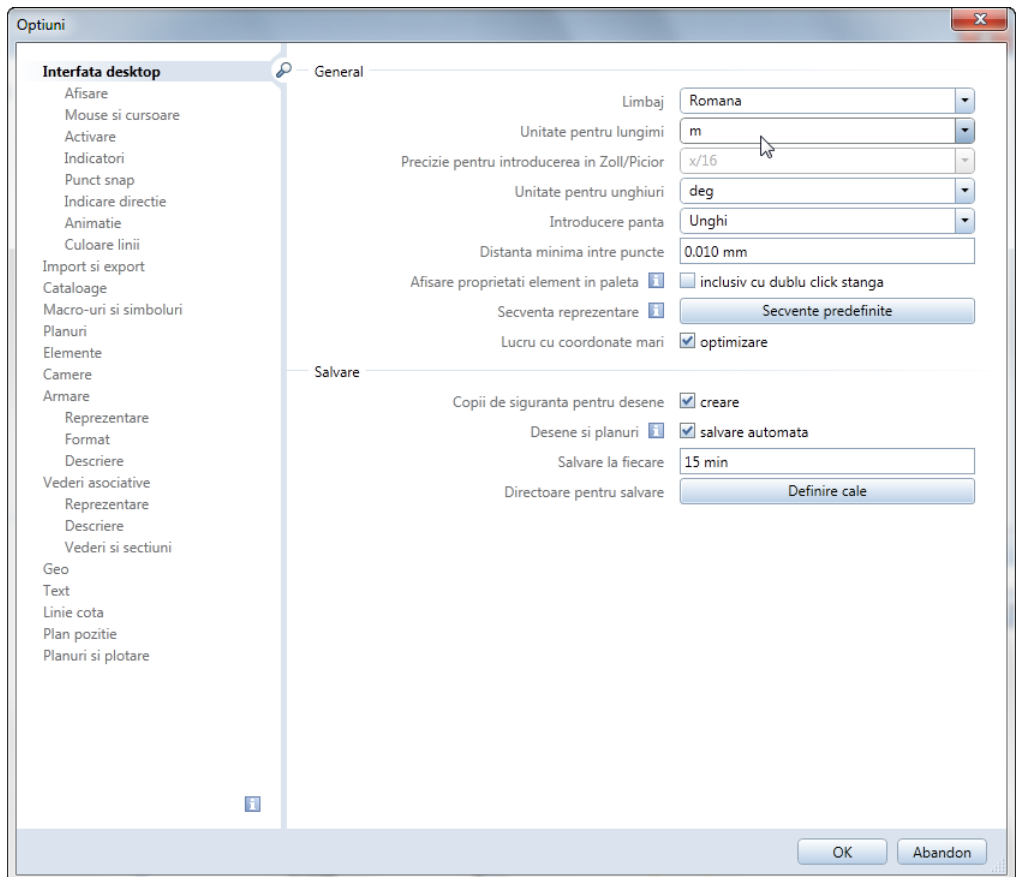 Optiuni
Interfata desktop
Afisare
Mouse si cursoare
Activare
Indicatori
Punct snap
Indicare directie
Animatie
Culoare linii
Import si export
Cataloage
Macro-uri si simboluri
Planuri
Elemente
Camere
Armare
Reprezentare
Format
Descriere
Vederi asociative
Reprezentare
Descriere
Vederi si sectiuni
Geo
Text
Linie cota
Plan pozitie
Planuri si plotare
General
Limbaj Romana
Unitate pentru lungimi m
Precizie pentru introducerea in Zoll/Picior x/16
Unitate pentru unghiuri deg
Introducere panta Unghi
Distanta minima intre puncte 0.010 mm
Afisare proprietati element in paleta inclusiv cu dublu click stanga
Secventa reprezentare Secvente predefinite
Lucru cu coordonate mari optimizare
Salvare
Copii de siguranta pentru desene creare
Desene si planuri salvare automata
Salvare la fiecare 15 min
Directoare pentru salvare Definire cale
OK Abandon